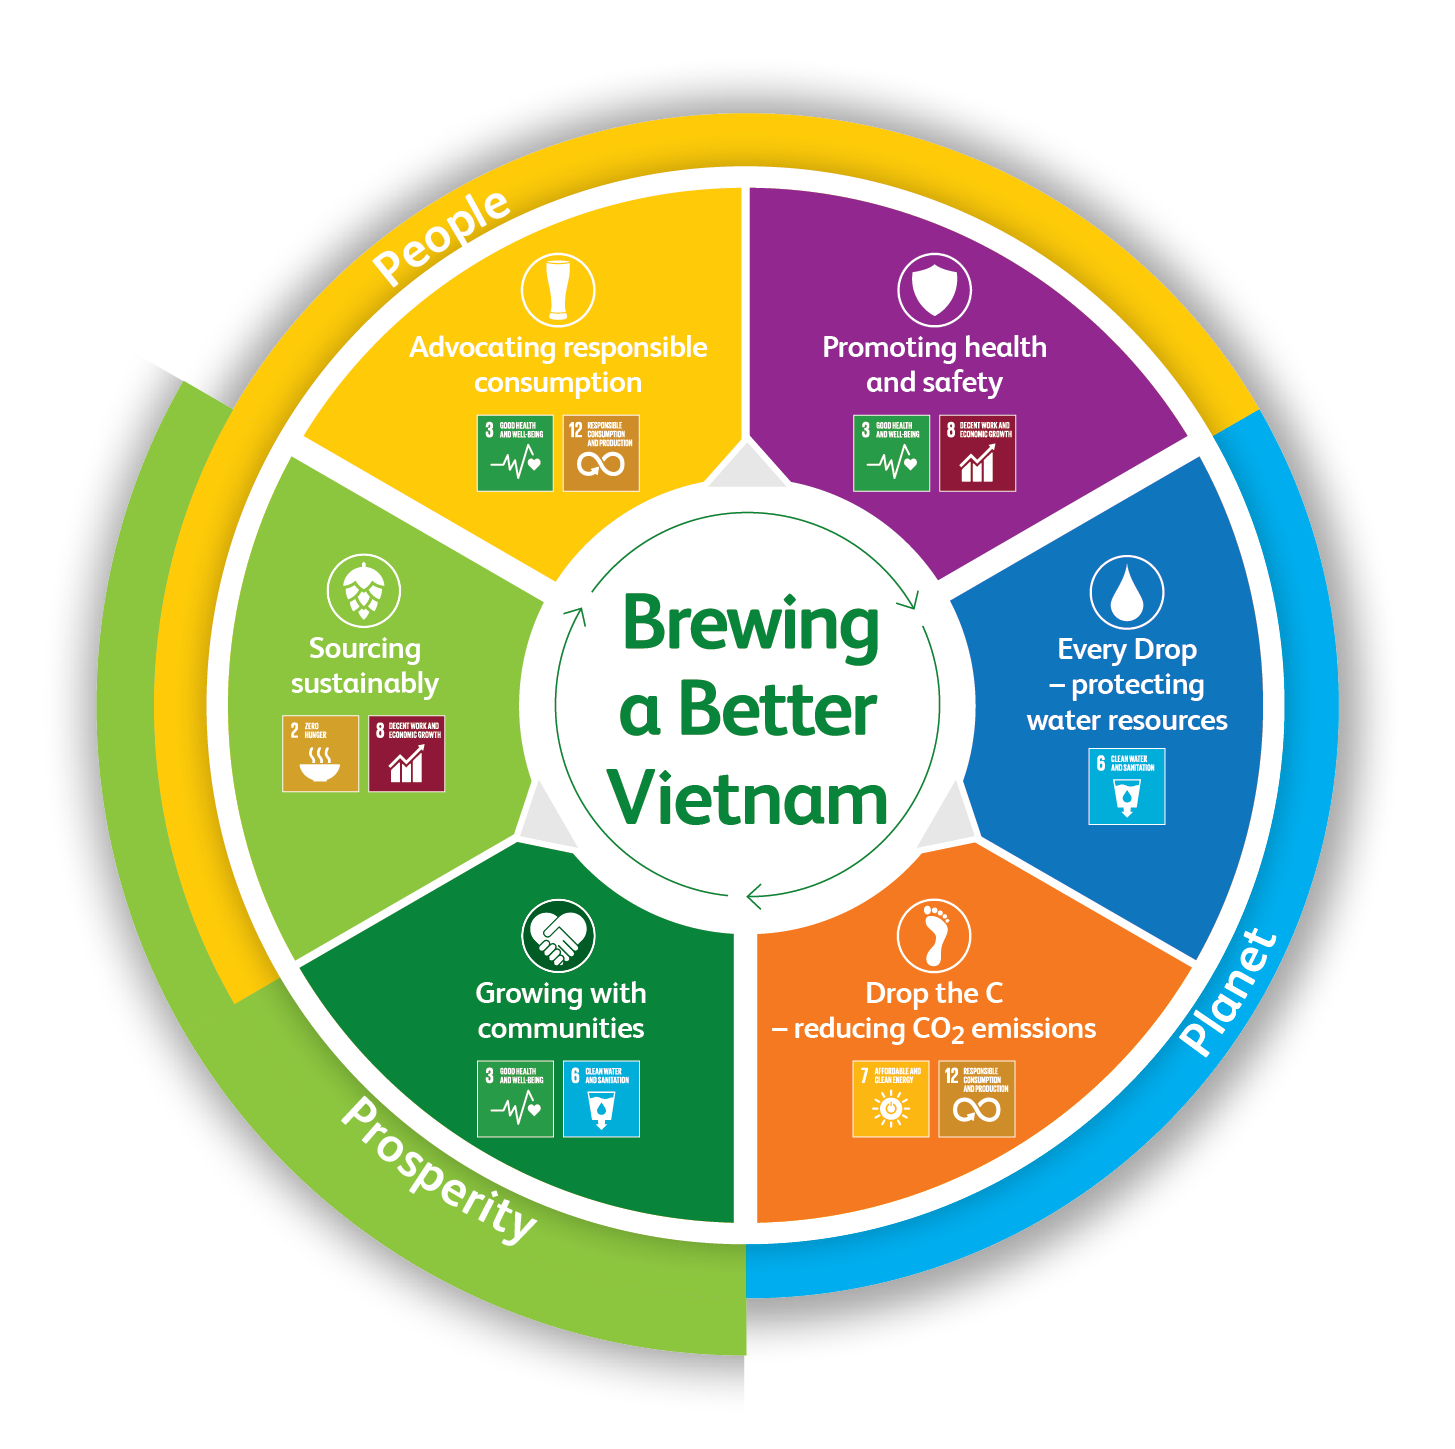 People
Advocating responsible
consumption
3 GOOD HEALTH
AND WELL-BEING
12 RESPONSIBLE
CONSUMPTION
AND PRODUCTION
Promoting health
and safety
3 GOOD HEALTH
AND WELL-BEING
8 DECENT WORK AND
ECONOMIC GROWTH
Sourcing
sustainably
2 ZERO
HUNGER
8 DECENT WORK AND
ECONOMIC GROWTH
Brewing
a Better
Vietnam
Every Drop
– protecting
water resources
6 CLEAN WATER
AND SANITATION
Growing with
communities
3 GOOD HEALTH
AND WELL-BEING
6 CLEAN WATER
AND SANITATION
Drop the C
– reducing CO2 emissions
7 AFFORDABLE AND
CLEAN ENERGY
12 RESPONSIBLE
CONSUMPTION
AND PRODUCTION
Planet
Prosperity